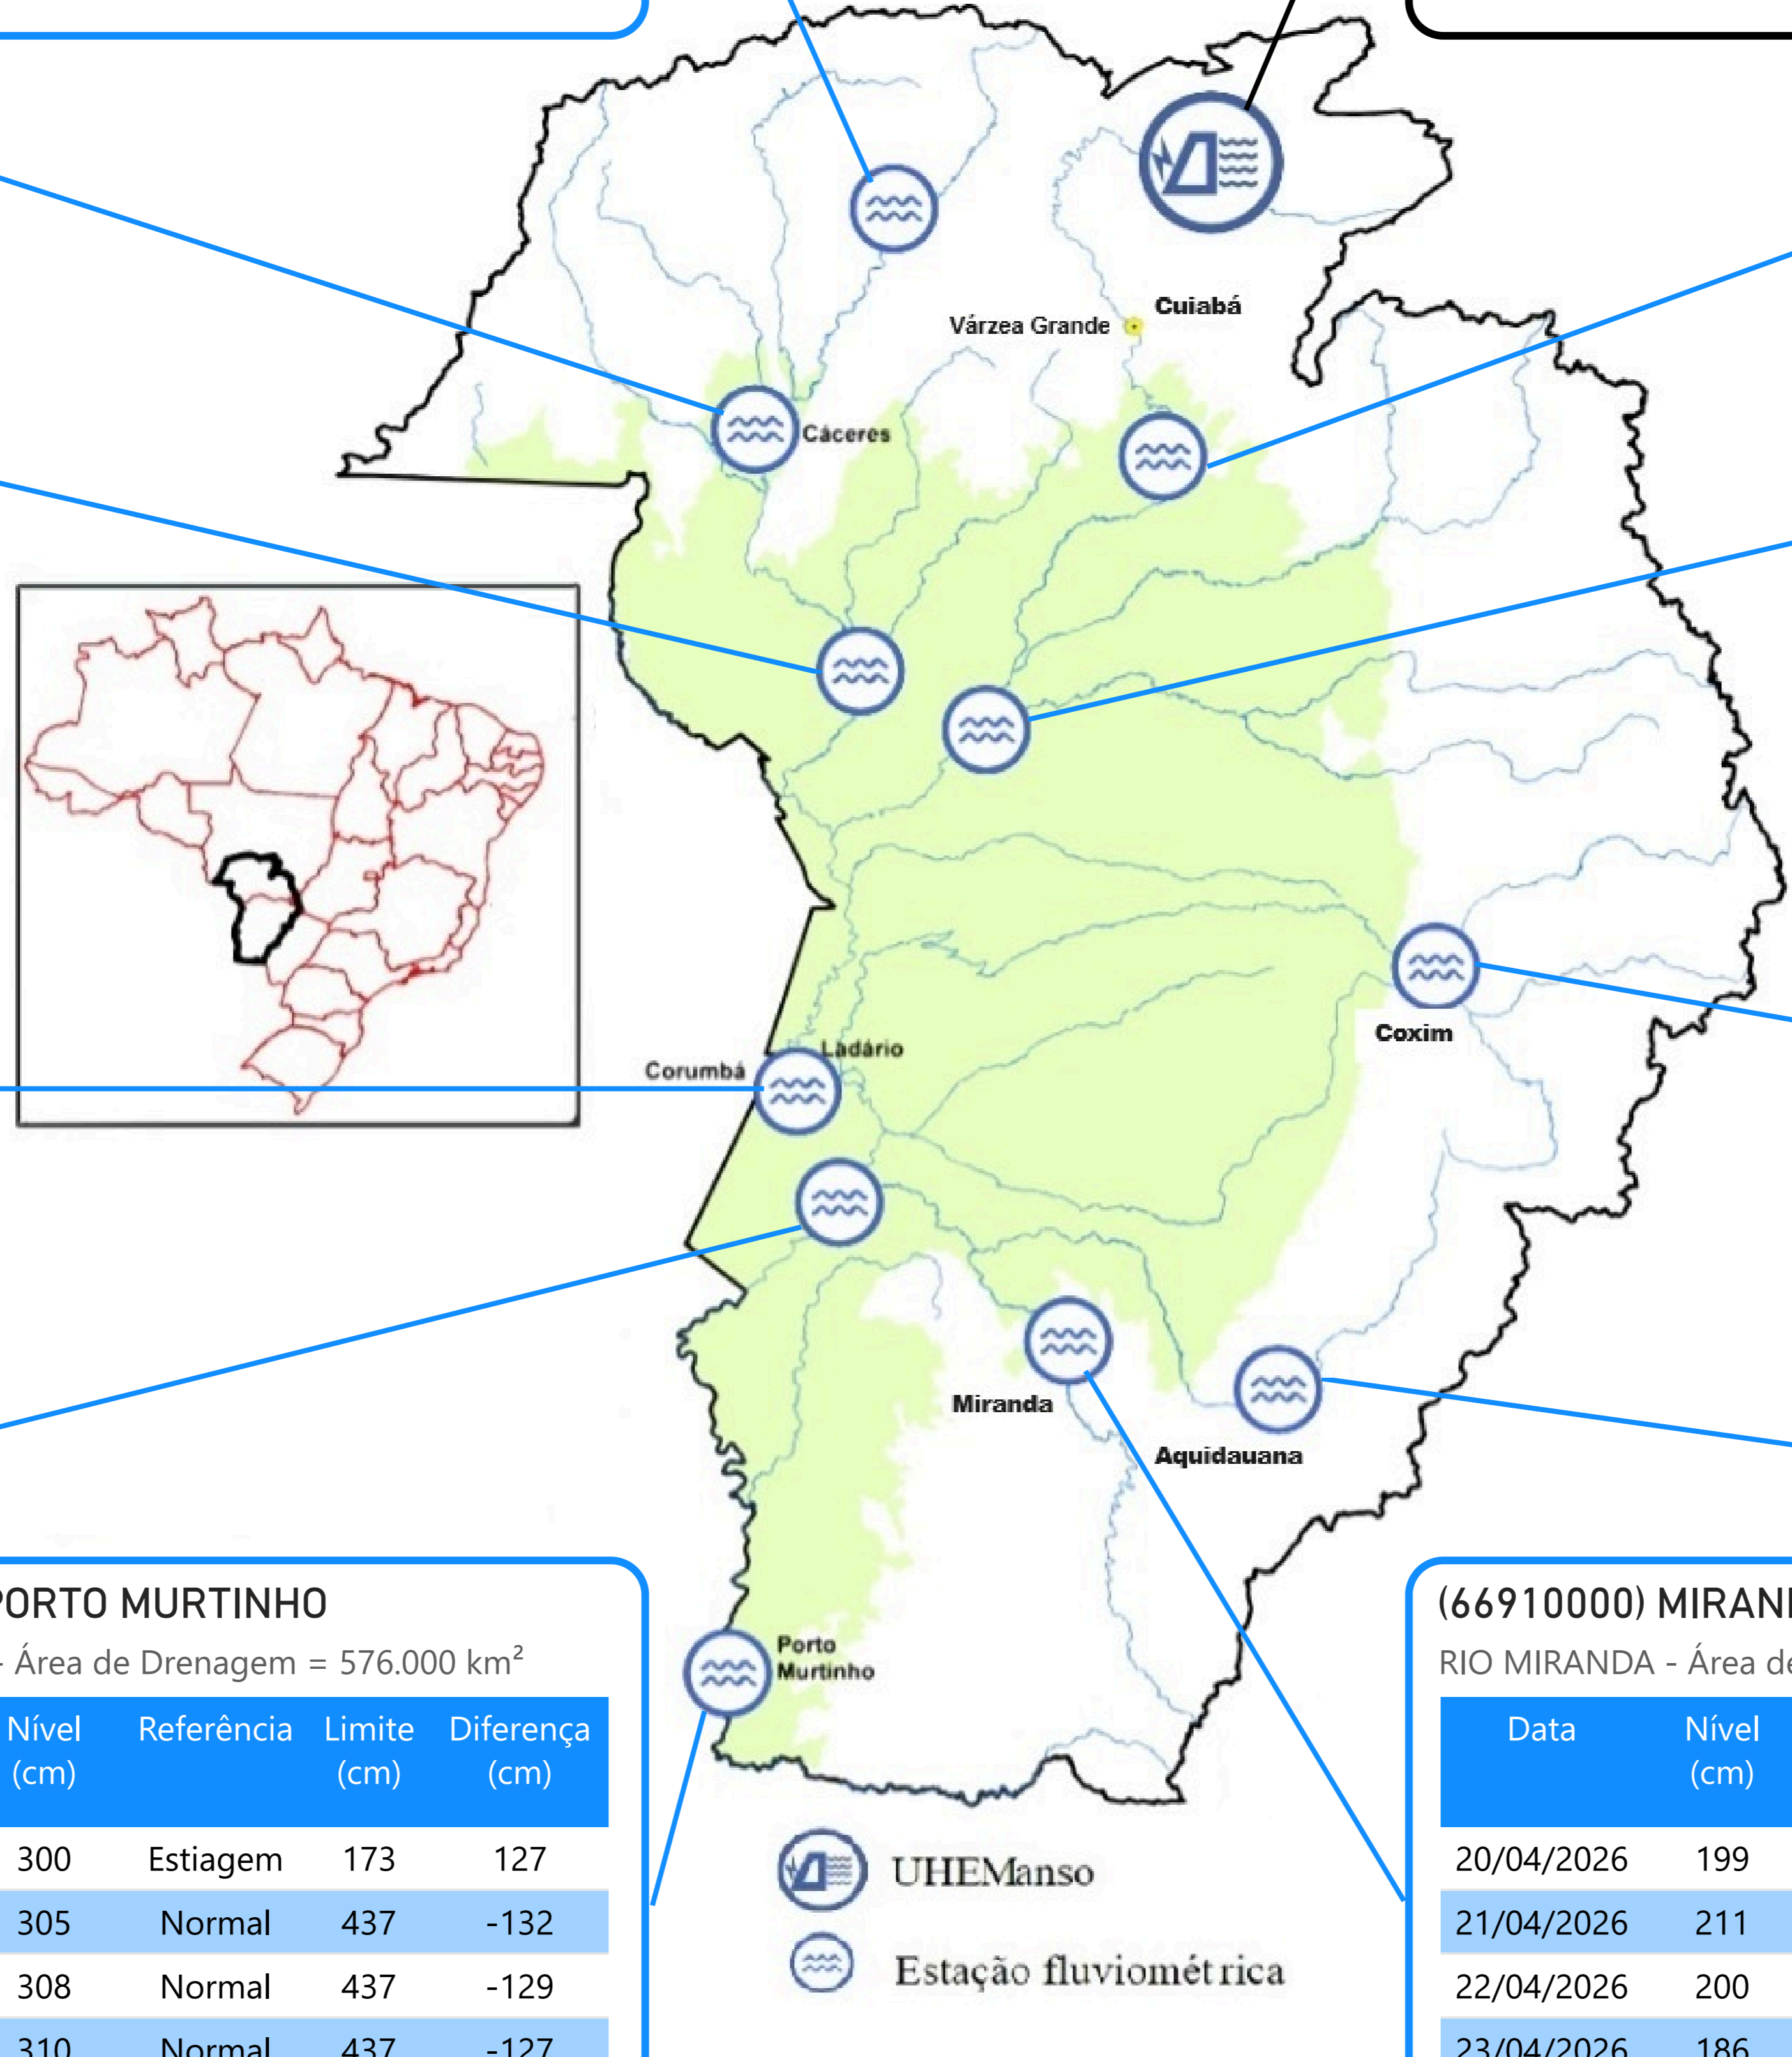 Cuiabá
Várzea Grande
Cáceres
Coxim
Ladário
Corumbá
Miranda
Aquidauana
Porto
Murtinho
PORTO MURTINHO
- Área de Drenagem = 576.000 km²
Nível (cm) Referência Limite (cm) Diferença (cm)
300 Estiagem 173 127
305 Normal 437 -132
308 Normal 437 -129
310 Normal 437 -127
UHEManso
Estação fluviométrica
(66910000) MIRAN
RIO MIRANDA - Área de
Data Nível (cm)
20/04/2026 199
21/04/2026 211
22/04/2026 200
23/04/2026 186